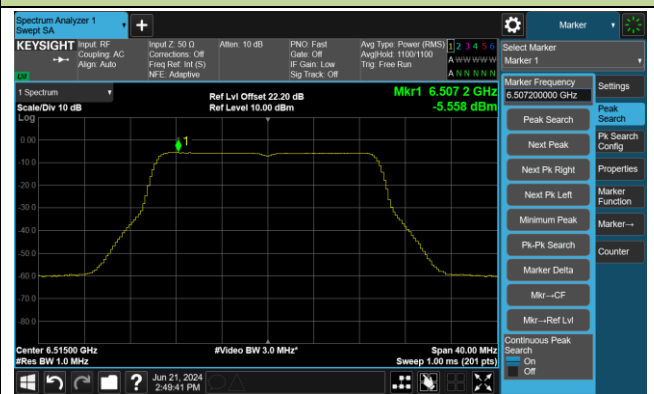 Spectrum Analyzer 1
Swept SA
Marker
KEYSIGHT
Input: RF
Coupling: AC
Align: Auto
Input Z: 50 Ω
Corrections: Off
Freq Ref: Int (S)
NFE: Adaptive
Atten: 10 dB
PNO: Fast
Gate: Off
IF Gain: Low
Sig Track: Off
Avg Type: Power (RMS)
Avg|Hold: 1100/1100
Trig: Free Run
1 2 3 4 5 6
A W W W W W
A N N N N N
LXI
Select Marker
Marker 1
1 Spectrum
Scale/Div 10 dB
Log
Ref Lvl Offset 22.20 dB
Ref Level 10.00 dBm
Mkr1 6.507 2 GHz
-5.558 dBm
Marker Frequency
6.507200000 GHz
Settings
Peak Search
Peak
Search
Next Peak
Pk Search
Config
Next Pk Right
Properties
Next Pk Left
Marker
Function
Minimum Peak
Marker→
Pk-Pk Search
Counter
Marker Delta
Mkr→CF
Mkr→Ref Lvl
Continuous Peak
Search
On
Off
1
0.00
-10.0
-20.0
-30.0
-40.0
-50.0
-60.0
-70.0
-80.0
Center 6.51500 GHz
#Res BW 1.0 MHz
#Video BW 3.0 MHz*
Span 40.00 MHz
Sweep 1.00 ms (201 pts)
Jun 21, 2024
2:49:41 PM